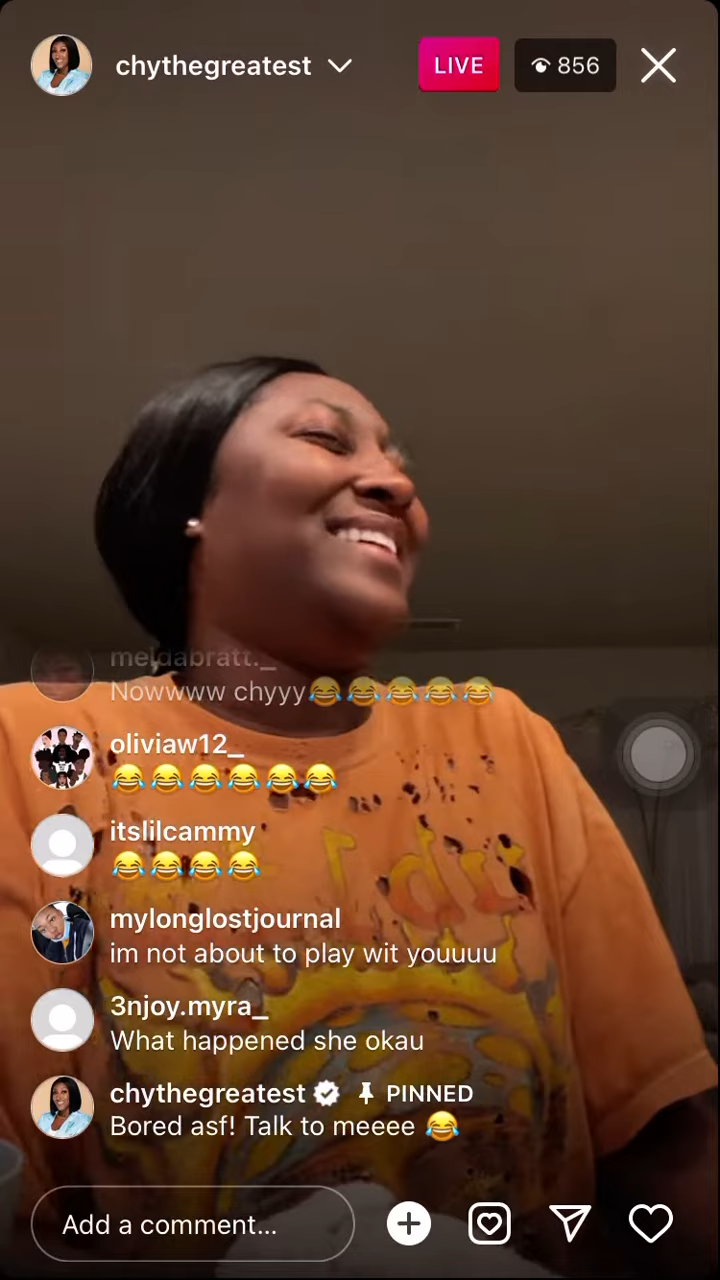 chythegreatest
LIVE
856
meldabratt._
Nowwww chyyy😂😂😂😂😂
oliviaw12_
😂😂😂😂😂😂
itslilcammy
😂😂😂😂
mylonglostjournal
im not about to play wit youuuu
3njoy.myra_
What happened she okau
chythegreatest PINNED
Bored asf! Talk to meeee 😂
Add a comment...